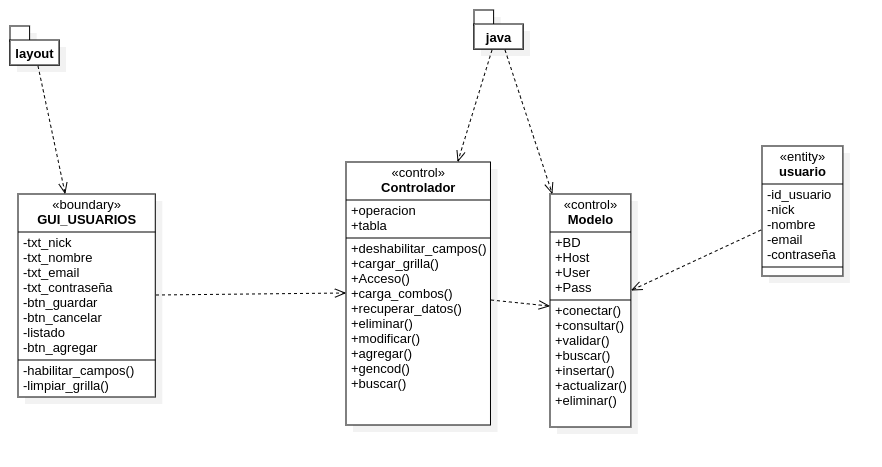 layout
java
«boundary»
GUI_USUARIOS
-txt_nick
-txt_nombre
-txt_email
-txt_contraseña
-btn_guardar
-btn_cancelar
-listado
-btn_agregar
-habilitar_campos()
-limpiar_grilla()
«control»
Controlador
+operacion
+tabla
+deshabilitar_campos()
+cargar_grilla()
+Acceso()
+carga_combos()
+recuperar_datos()
+eliminar()
+modificar()
+agregar()
+gencod()
+buscar()
«control»
Modelo
+BD
+Host
+User
+Pass
+conectar()
+consultar()
+validar()
+buscar()
+insertar()
+actualizar()
+eliminar()
«entity»
usuario
-id_usuario
-nick
-nombre
-email
-contraseña